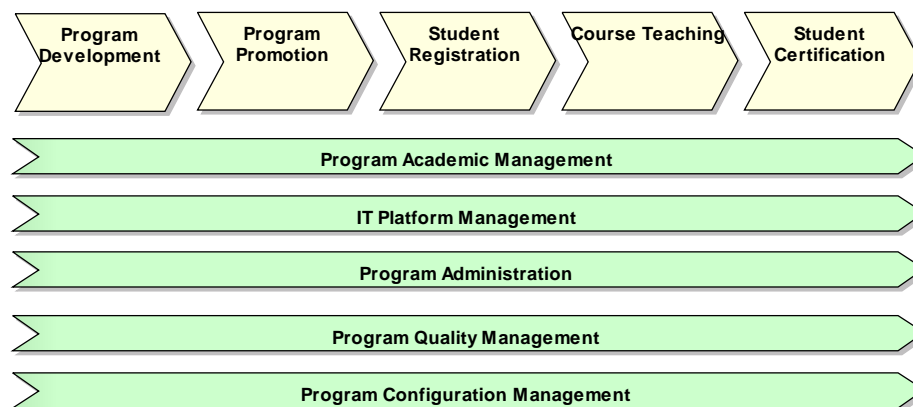 Program
Development
Program
Promotion
Student
Registration
Course Teaching
Student
Certification
Program Academic Management
IT Platform Management
Program Administration
Program Quality Management
Program Configuration Management